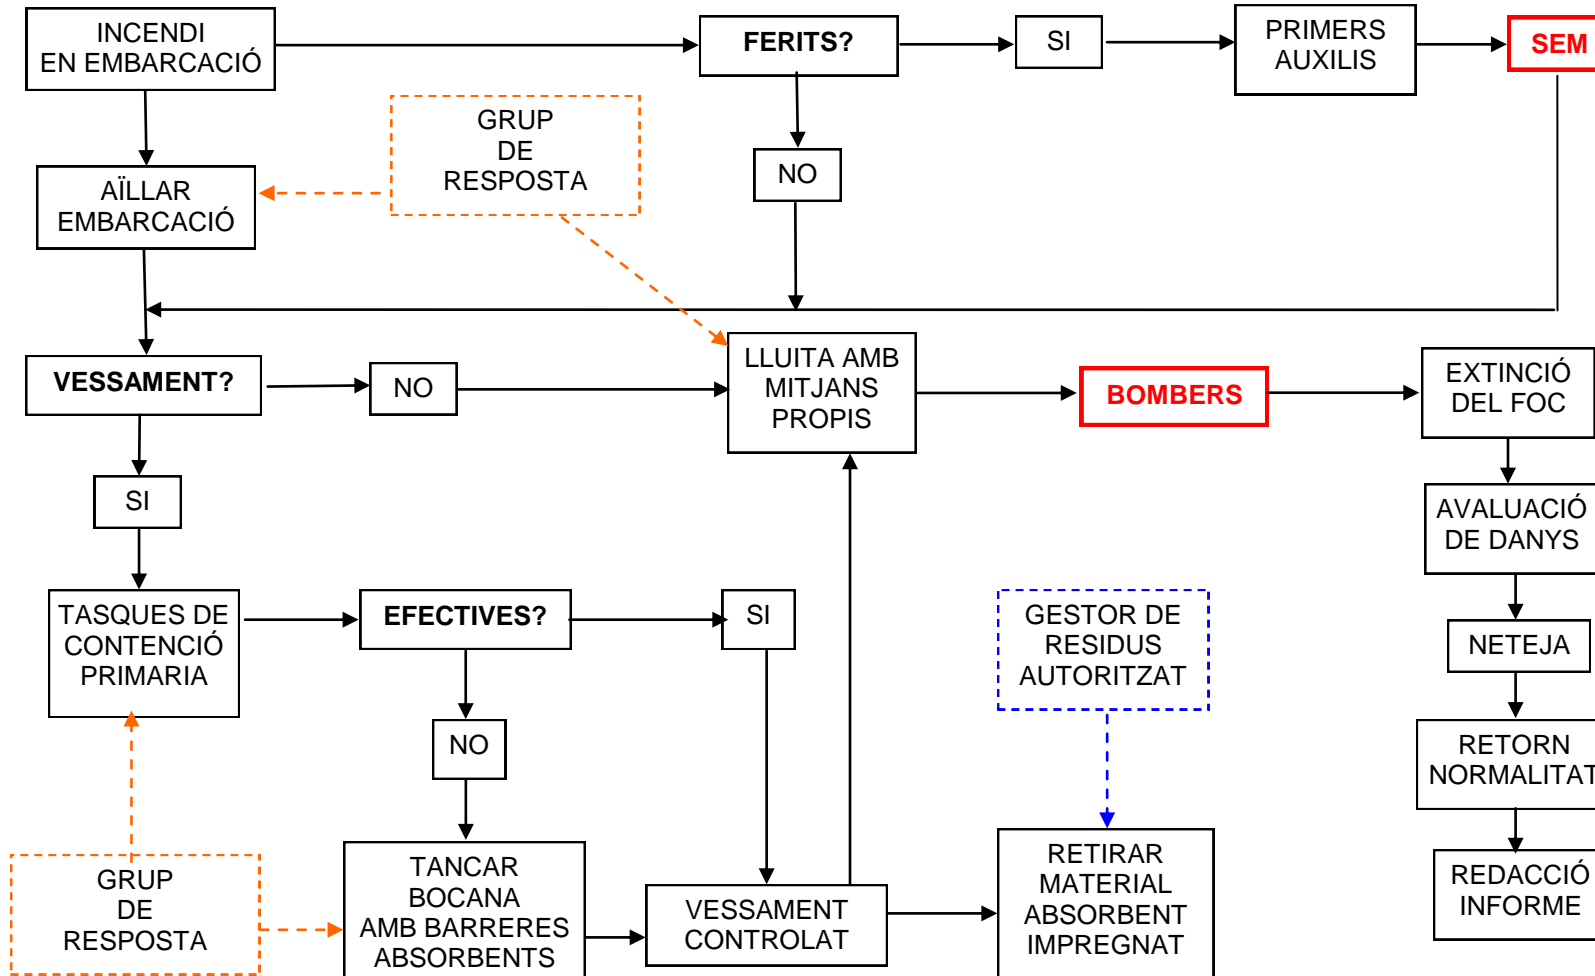 INCENDI
EN EMBARCACIÓ
FERITS?
SI
PRIMERS
AUXILIS
SEM
GRUP
DE
RESPOSTA
NO
AÏLLAR
EMBARCACIÓ
VESSAMENT?
NO
LLUITA AMB
MITJANS
PROPIS
BOMBERS
EXTINCIÓ
DEL FOC
SI
AVALUACIÓ
DE DANYS
TASQUES DE
CONTENCIÓ
PRIMARIA
EFECTIVES?
SI
GESTOR DE
RESIDUS
AUTORITZAT
NETEJA
NO
RETORN
NORMALITAT
GRUP
DE
RESPOSTA
TANCAR
BOCANA
AMB BARRERES
ABSORBENTS
VESSAMENT
CONTROLAT
RETIRAR
MATERIAL
ABSORBENT
IMPREGNAT
REDACCIÓ
INFORME